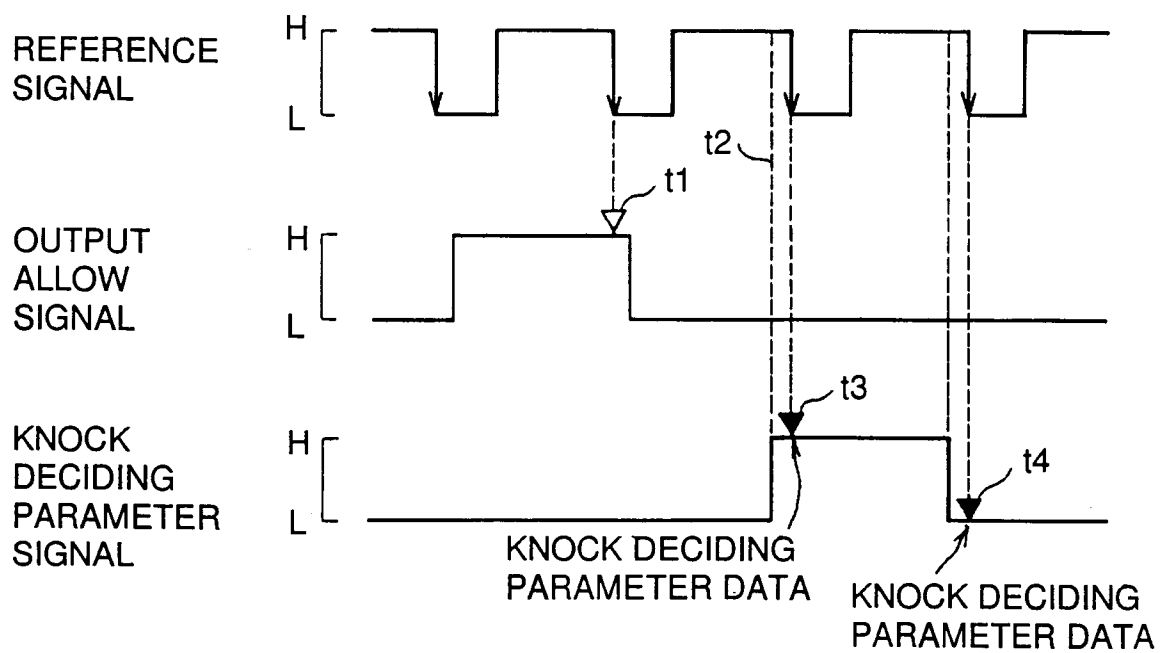 REFERENCE
SIGNAL
H
L
t2
t1
OUTPUT
ALLOW
SIGNAL
H
L
t3
KNOCK
DECIDING
PARAMETER
SIGNAL
H
L
t4
KNOCK DECIDING
PARAMETER DATA
KNOCK DECIDING
PARAMETER DATA